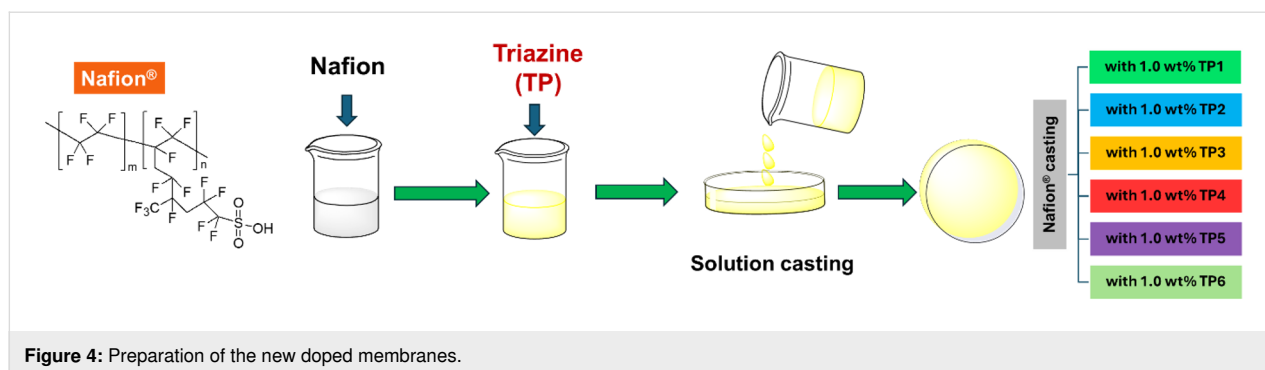 Nafion®
F F
F F
m
F F
F
n
F
F
F
F
F
F₃C
F
F
F
O
S
OH
O
Nafion
Triazine
(TP)
Solution casting
Nafion® casting
with 1.0 wt% TP1
with 1.0 wt% TP2
with 1.0 wt% TP3
with 1.0 wt% TP4
with 1.0 wt% TP5
with 1.0 wt% TP6
Figure 4: Preparation of the new doped membranes.